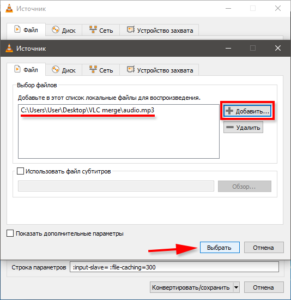 Источник
Файл Диск Сеть Устройство захвата
Источник
Файл Диск Сеть Устройство захвата
Выбор файлов
Добавьте в этот список локальные файлы для воспроизведения.
C:\Users\User\Desktop\VLC merge\audio.mp3
Добавить...
Удалить
Использовать файл субтитров
Обзор...
Показать дополнительные параметры
Выбрать Отмена
Строка параметров :input-slave= :file-caching=300
Конвертировать/сохранить Отмена